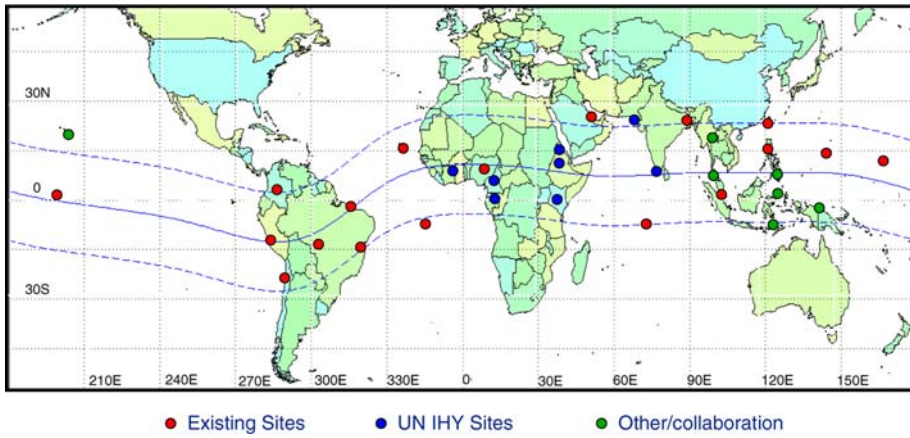 30N
0
30S
210E 240E 270E 300E 330E 0 30E 60E 90E 120E 150E
Existing Sites UN IHY Sites Other/collaboration